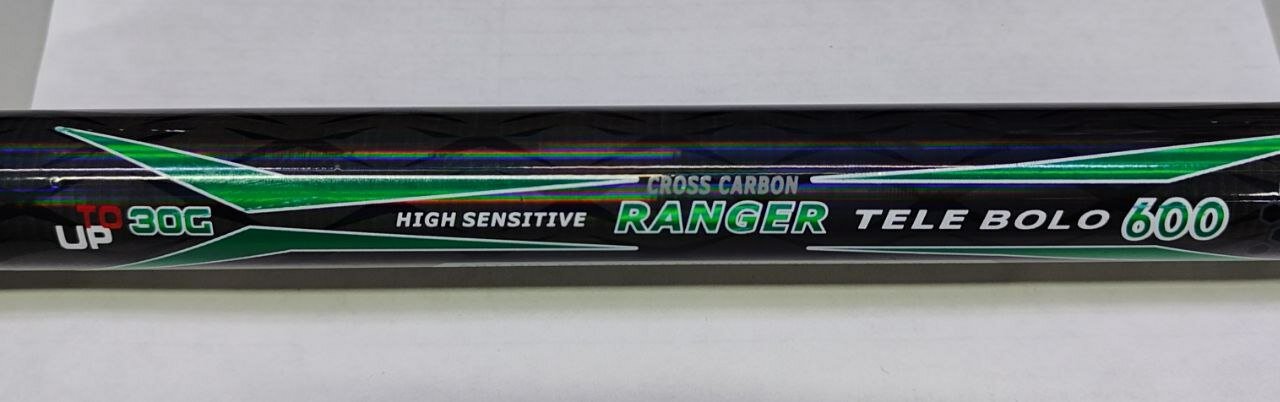 UP TO 30G
HIGH SENSITIVE
CROSS CARBON
RANGER TELE BOLO 600